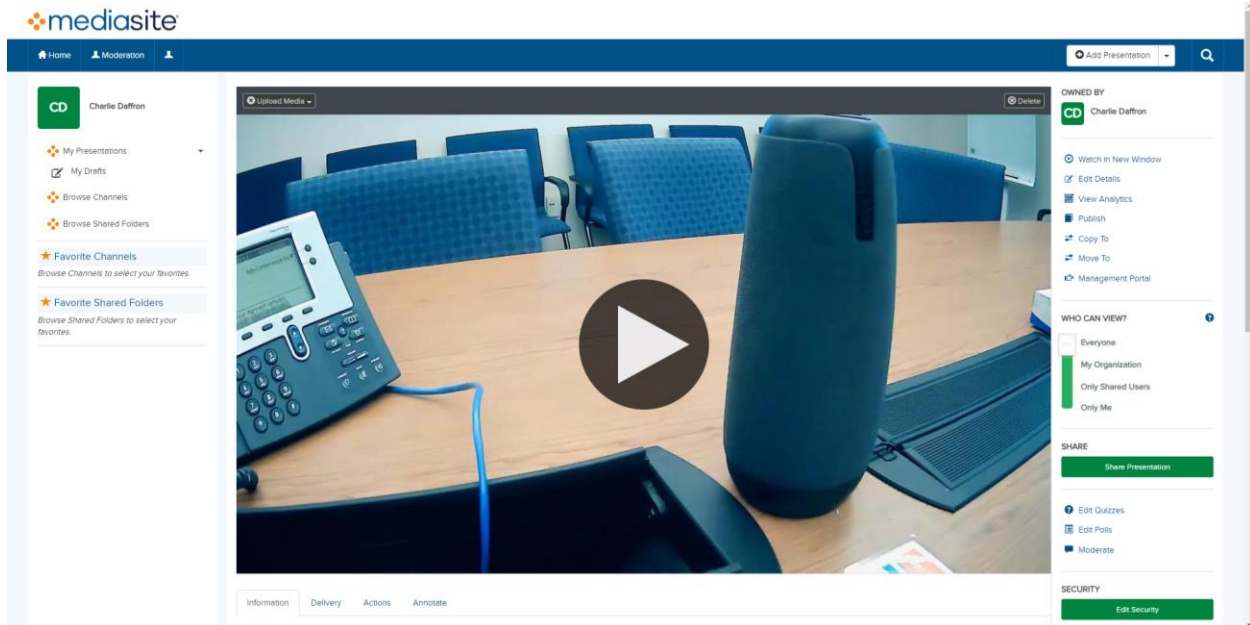 mediasite
Home Moderation
Add Presentation
CD Charlie Daffron
My Presentations
My Drafts
Browse Channels
Browse Shared Folders
Favorite Channels
Browse Channels to select your favorites.
Favorite Shared Folders
Browse Shared Folders to select your
favorites.
Upload Media
Delete
Information Delivery Actions Annotate
OWNED BY
CD Charlie Daffron
Watch in New Window
Edit Details
View Analytics
Publish
Copy To
Move To
Management Portal
WHO CAN VIEW?
Everyone
My Organization
Only Shared Users
Only Me
SHARE
Share Presentation
Edit Quizzes
Edit Polls
Moderate
SECURITY
Edit Security